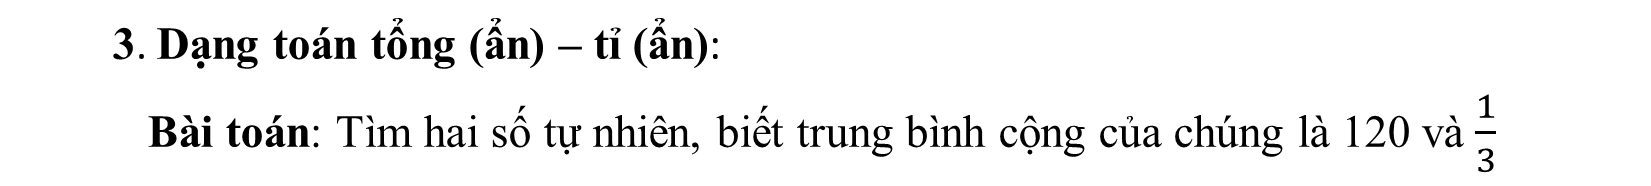 3. Dạng toán tổng (ẩn) – tỉ (ẩn):
Bài toán: Tìm hai số tự nhiên, biết trung bình cộng của chúng là 120 và 1/3